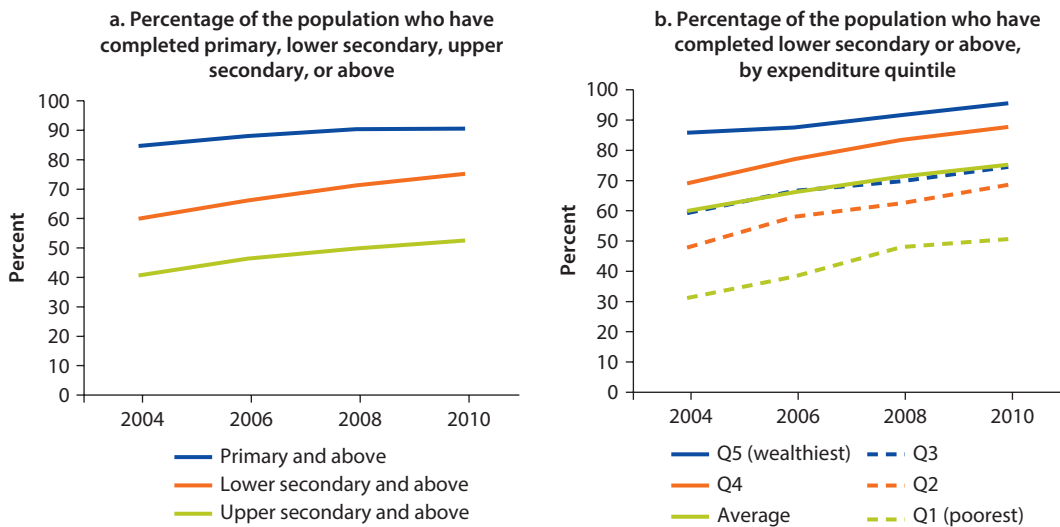 a. Percentage of the population who have
completed primary, lower secondary, upper
secondary, or above
Percent
100
90
80
70
60
50
40
30
20
10
0
2004 2006 2008 2010
Primary and above
Lower secondary and above
Upper secondary and above
b. Percentage of the population who have
completed lower secondary or above,
by expenditure quintile
Percent
100
90
80
70
60
50
40
30
20
10
0
2004 2006 2008 2010
Q5 (wealthiest) Q3
Q4 Q2
Average Q1 (poorest)